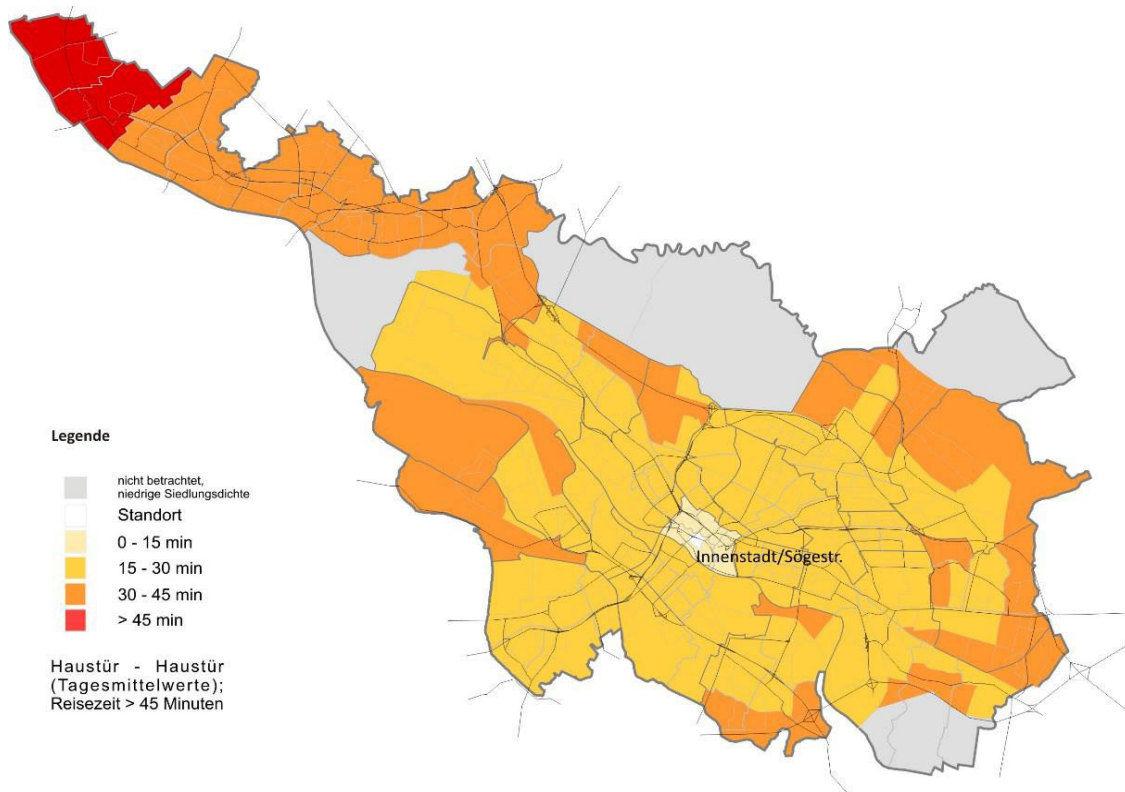 Innenstadt/Sögestr.
Legende
nicht betrachtet,
niedrige Siedlungsdichte
Standort
0 - 15 min
15 - 30 min
30 - 45 min
> 45 min
Haustür - Haustür
(Tagesmittelwerte);
Reisezeit > 45 Minuten